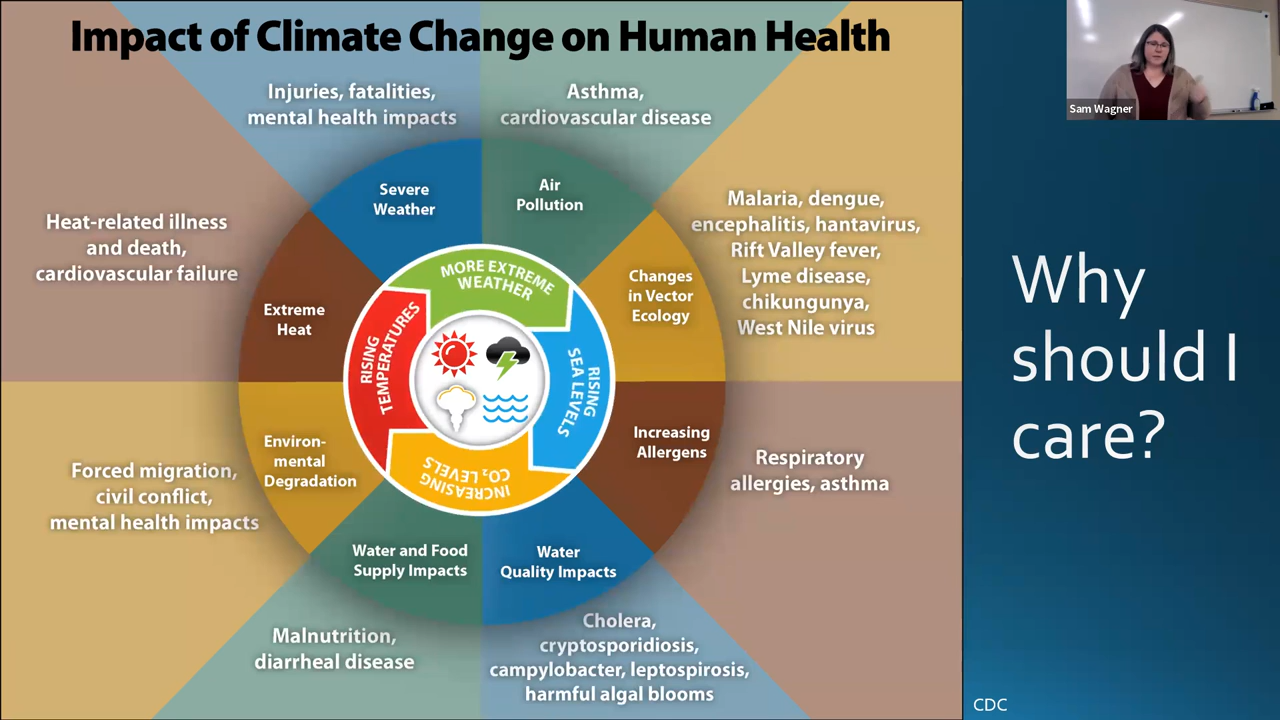 Impact of Climate Change on Human Health
Injuries, fatalities,
mental health impacts
Asthma,
cardiovascular disease
Severe
Weather
Air
Pollution
Malaria, dengue,
encephalitis, hantavirus,
Rift Valley fever,
Lyme disease,
chikungunya,
West Nile virus
Heat-related illness
and death,
cardiovascular failure
Extreme
Heat
Changes
in Vector
Ecology
MORE EXTREME
WEATHER
RISING
TEMPERATURES
RISING
SEA LEVELS
INCREASING
CO₂ LEVELS
Environ-
mental
Degradation
Increasing
Allergens
Forced migration,
civil conflict,
mental health impacts
Respiratory
allergies, asthma
Water and Food
Supply Impacts
Water
Quality Impacts
Malnutrition,
diarrheal disease
Cholera,
cryptosporidiosis,
campylobacter, leptospirosis,
harmful algal blooms
Sam Wagner
Why
should I
care?
CDC